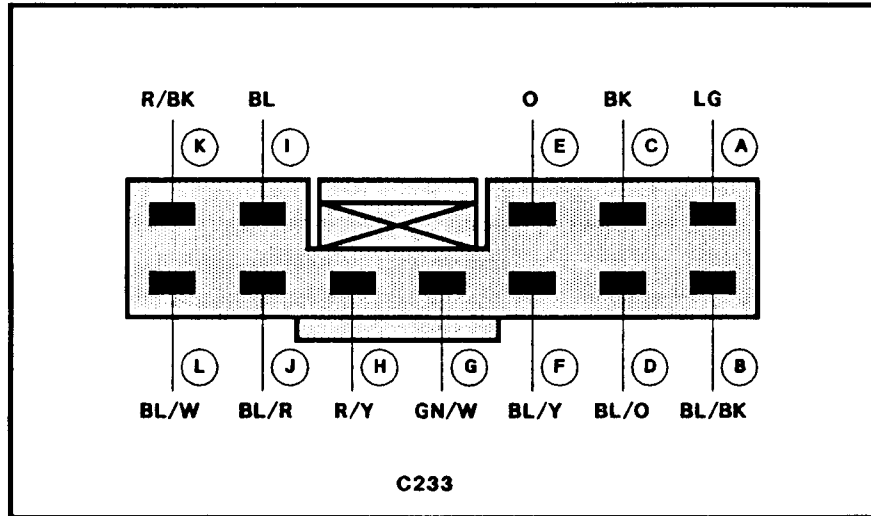 R/BK BL O BK LG
K I E C A
L J H G F D B
BL/W BL/R R/Y GN/W BL/Y BL/O BL/BK
C233